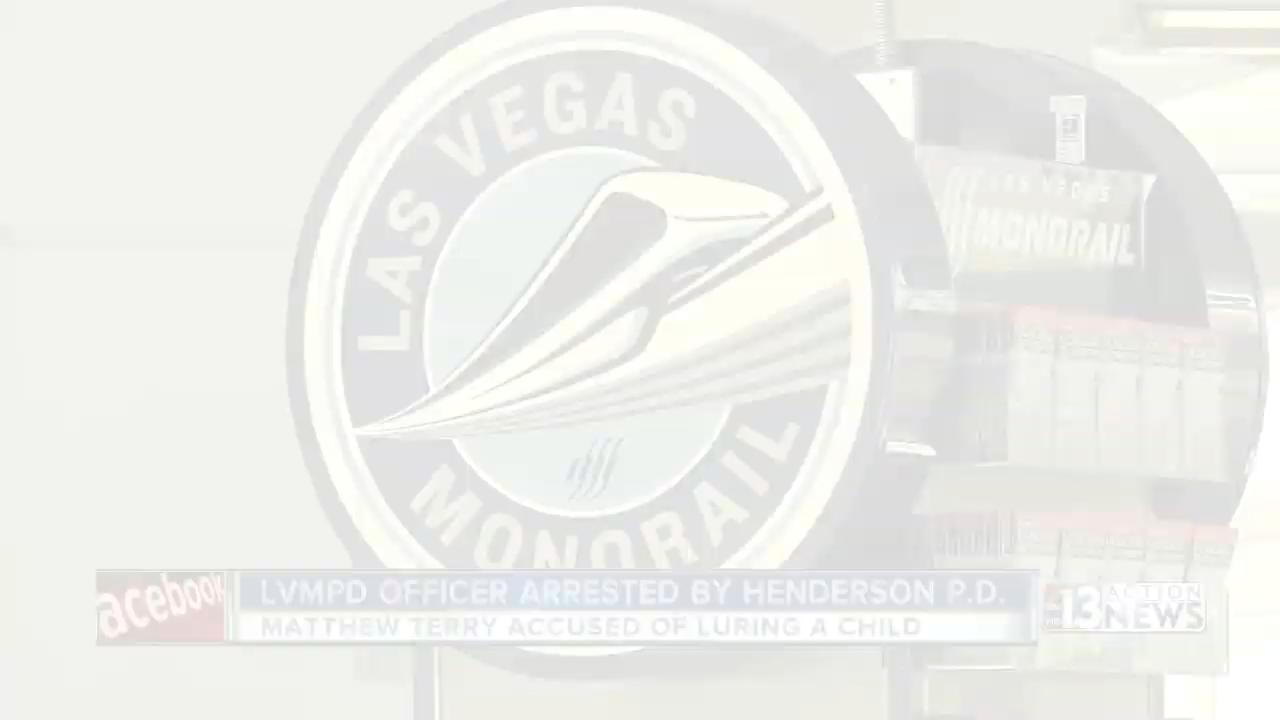 LAS VEGAS
MONORAIL
LAS VEGAS
MONORAIL
acebook
LVMPD OFFICER ARRESTED BY HENDERSON P.D.
MATTHEW TERRY ACCUSED OF LURING A CHILD
13 ACTION
NEWS